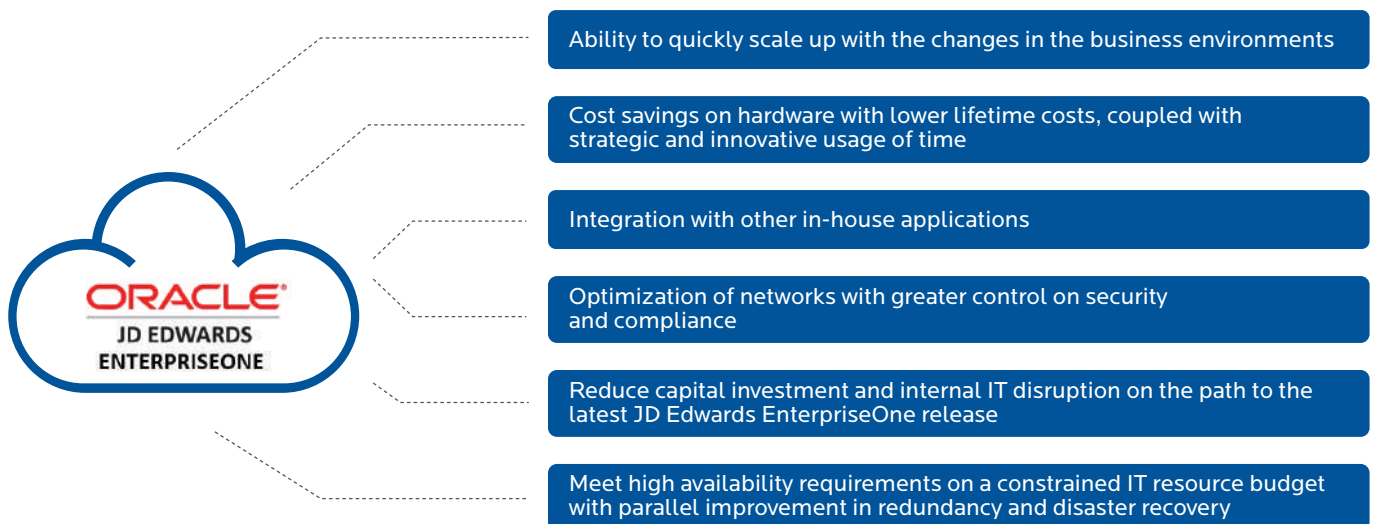 Ability to quickly scale up with the changes in the business environments
Cost savings on hardware with lower lifetime costs, coupled with
strategic and innovative usage of time
Integration with other in-house applications
ORACLE®
JD EDWARDS
ENTERPRISEONE
Optimization of networks with greater control on security
and compliance
Reduce capital investment and internal IT disruption on the path to the
latest JD Edwards EnterpriseOne release
Meet high availability requirements on a constrained IT resource budget
with parallel improvement in redundancy and disaster recovery